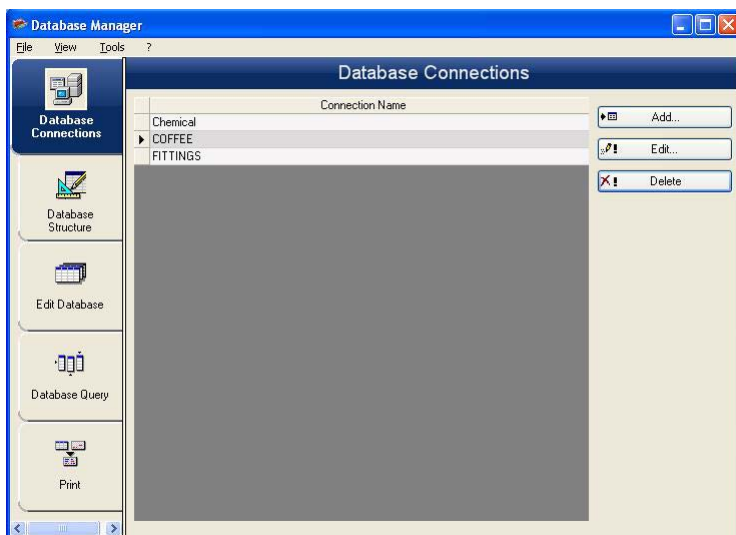 Database Manager
File View Tools ?
Database
Connections
Database
Structure
Edit Database
Database Query
Print
Database Connections
Connection Name
Chemical
COFFEE
FITTINGS
Add...
Edit...
Delete